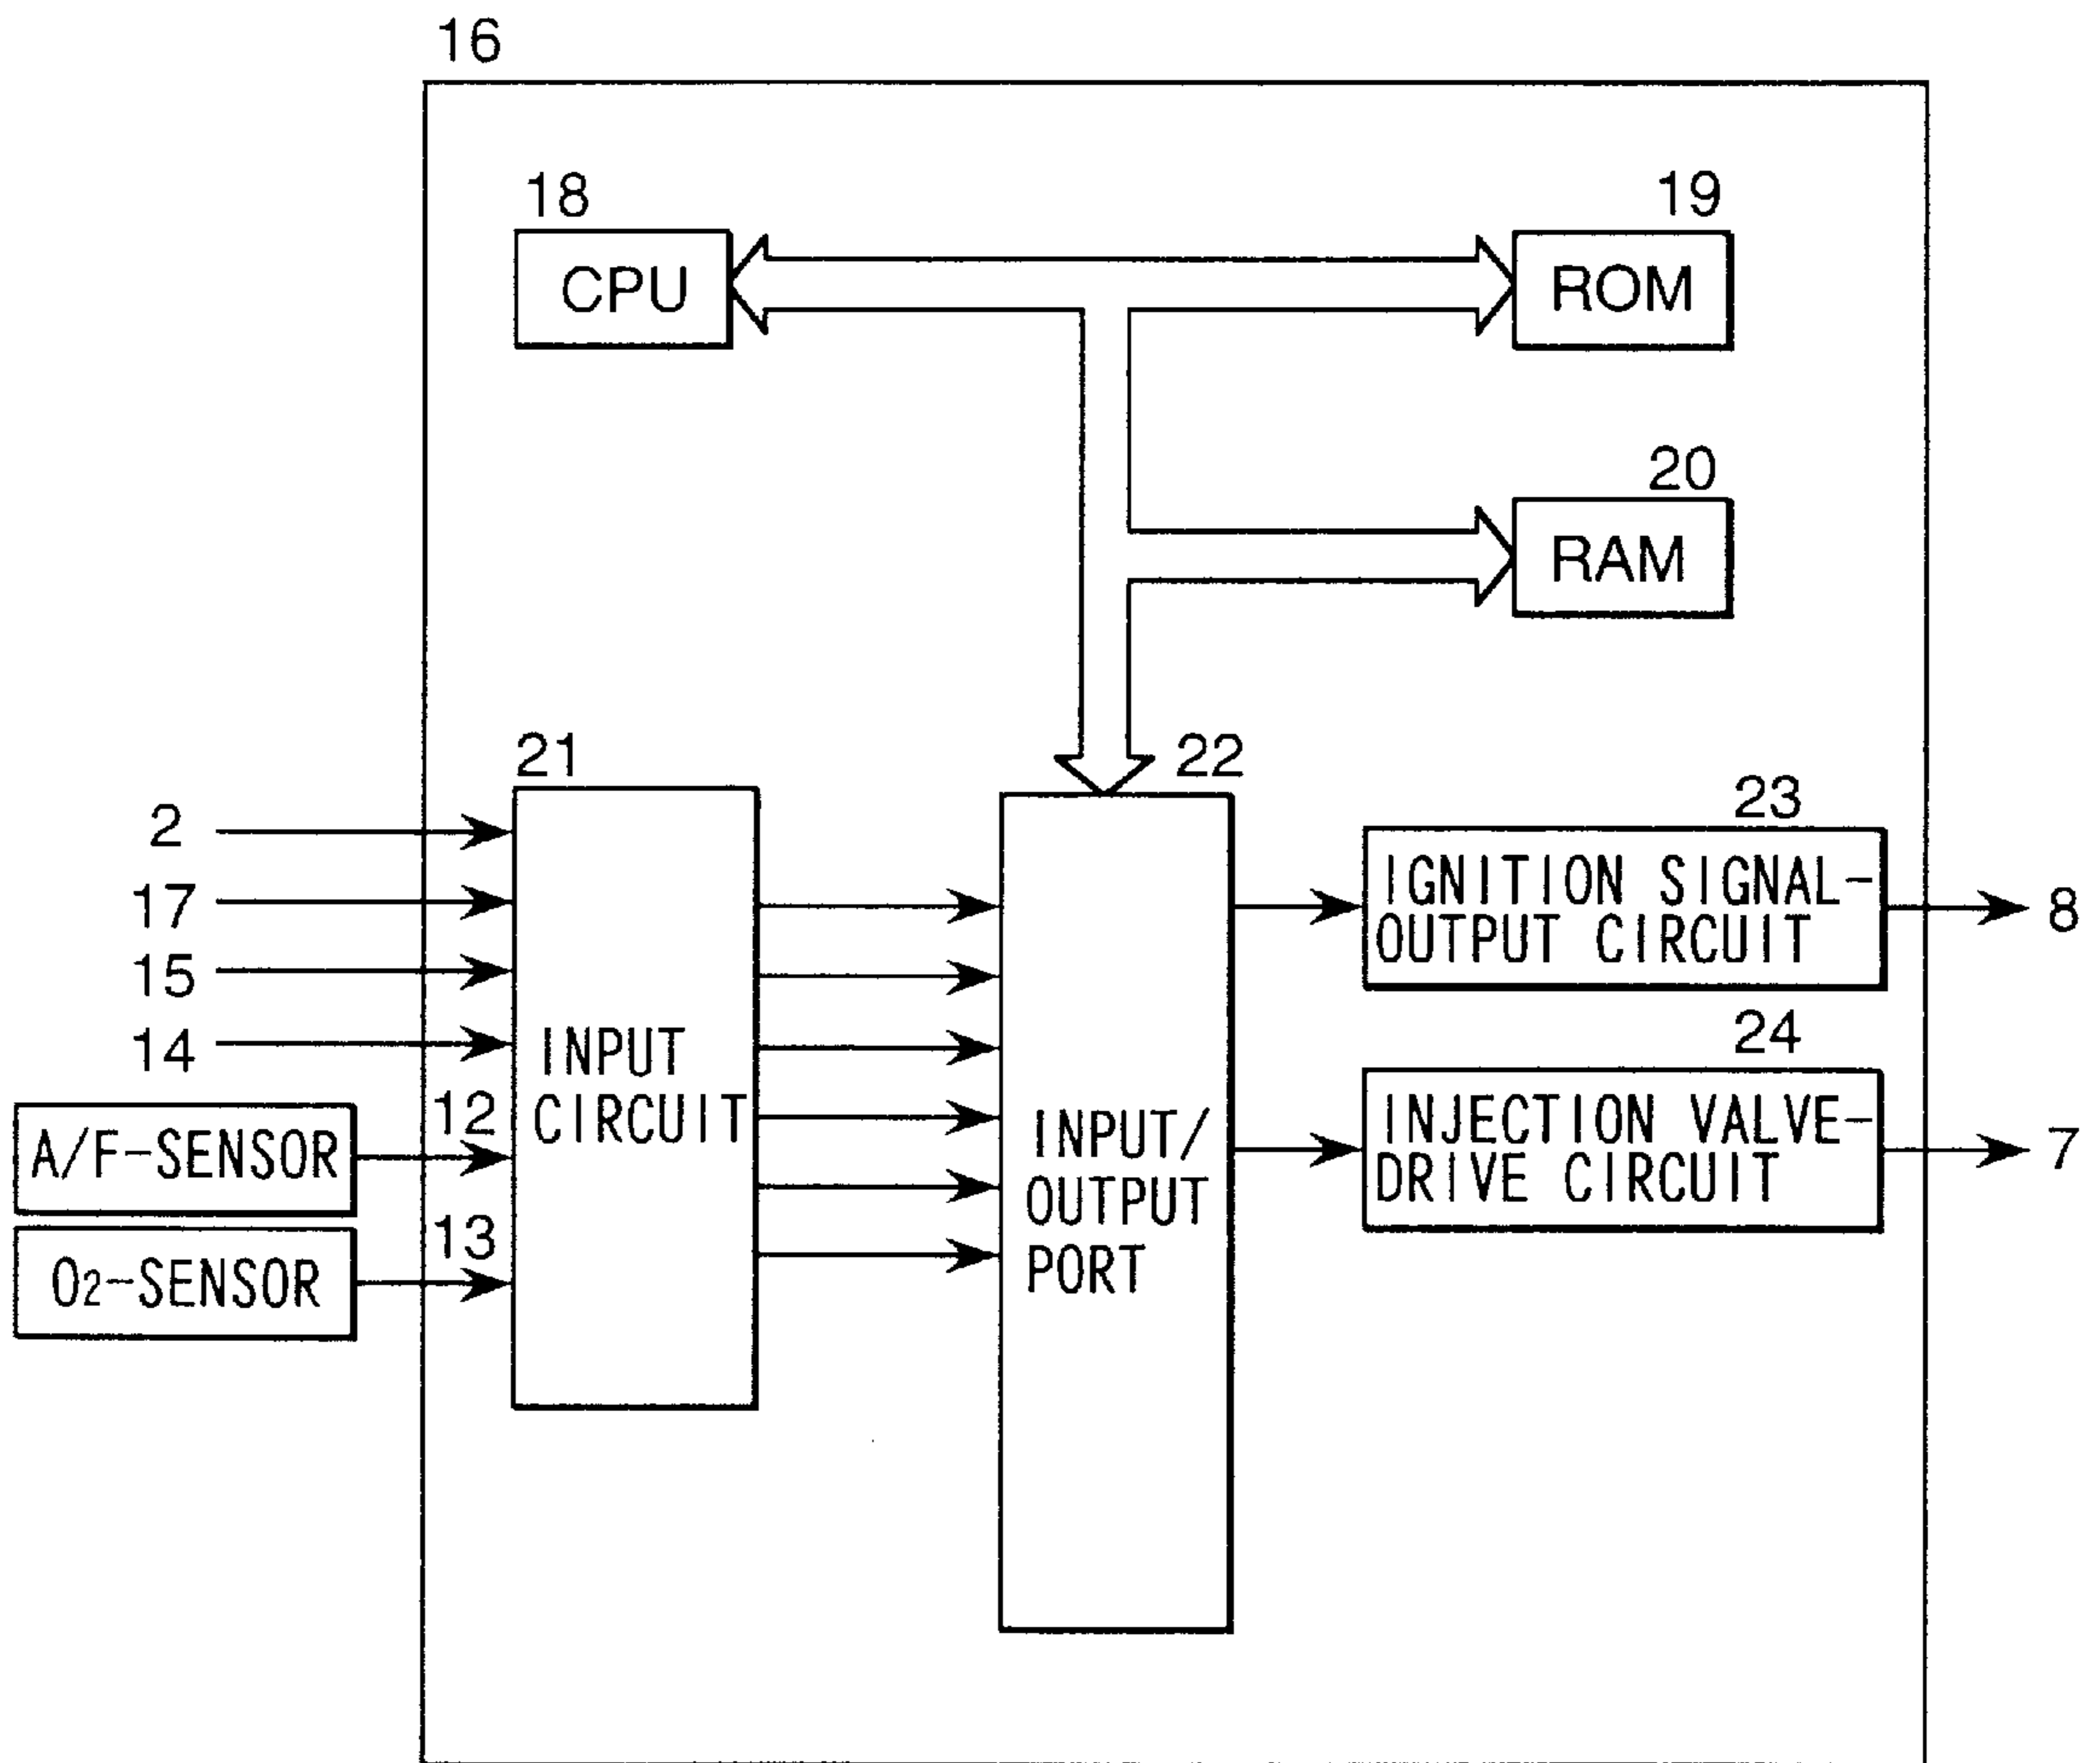 16
18
CPU
19
ROM
20
RAM
21
INPUT
CIRCUIT
22
INPUT/
OUTPUT
PORT
2
17
15
14
A/F-SENSOR
12
O2-SENSOR
13
23
IGNITION SIGNAL-
OUTPUT CIRCUIT
8
24
INJECTION VALVE-
DRIVE CIRCUIT
7